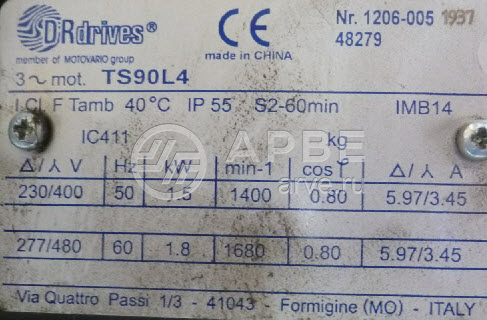 SDRdrives® CE Nr. 1206-005 1937
member of MOTOVARIO group made in CHINA 48279
3~ mot. TS90L4
I.Cl. F Tamb 40°C IP 55 S2-60min IMB14
IC411 kg
АРВЕ
arve.ru
Δ/⅄ V Hz kW min-1 cos Δ/⅄ A
230/400 50 1.5 1400 0.80 5.97/3.45
277/480 60 1.8 1680 0.80 5.97/3.45
Via Quattro Passi 1/3 - 41043 - Formigine (MO) - ITALY